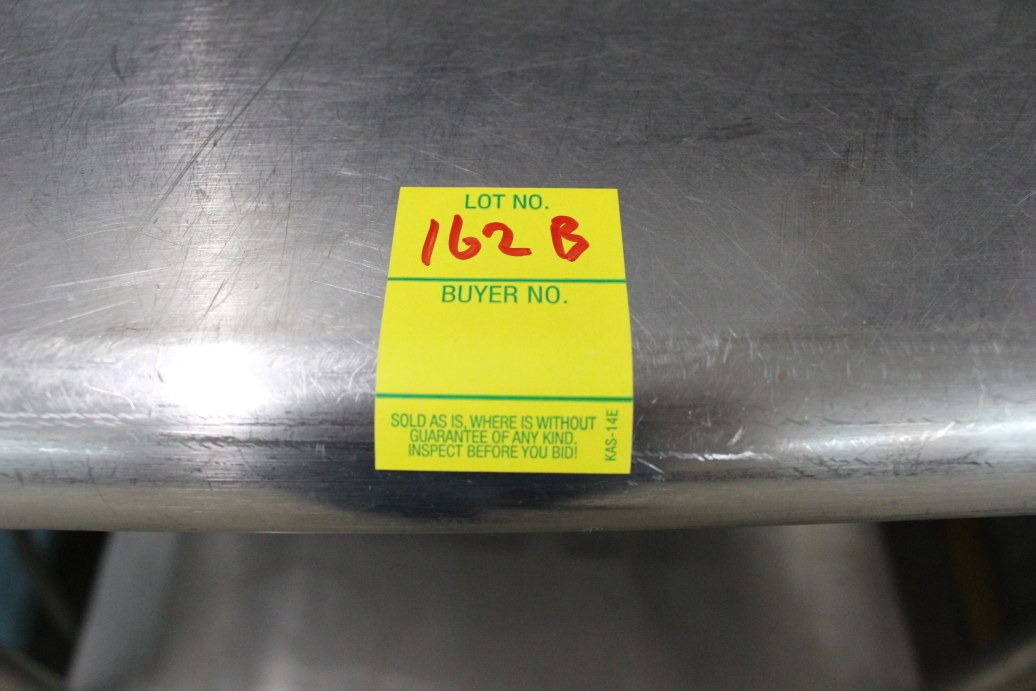 LOT NO.
162 B
BUYER NO.
SOLD AS IS, WHERE IS WITHOUT
GUARANTEE OF ANY KIND.
INSPECT BEFORE YOU BID!
KAS-14E